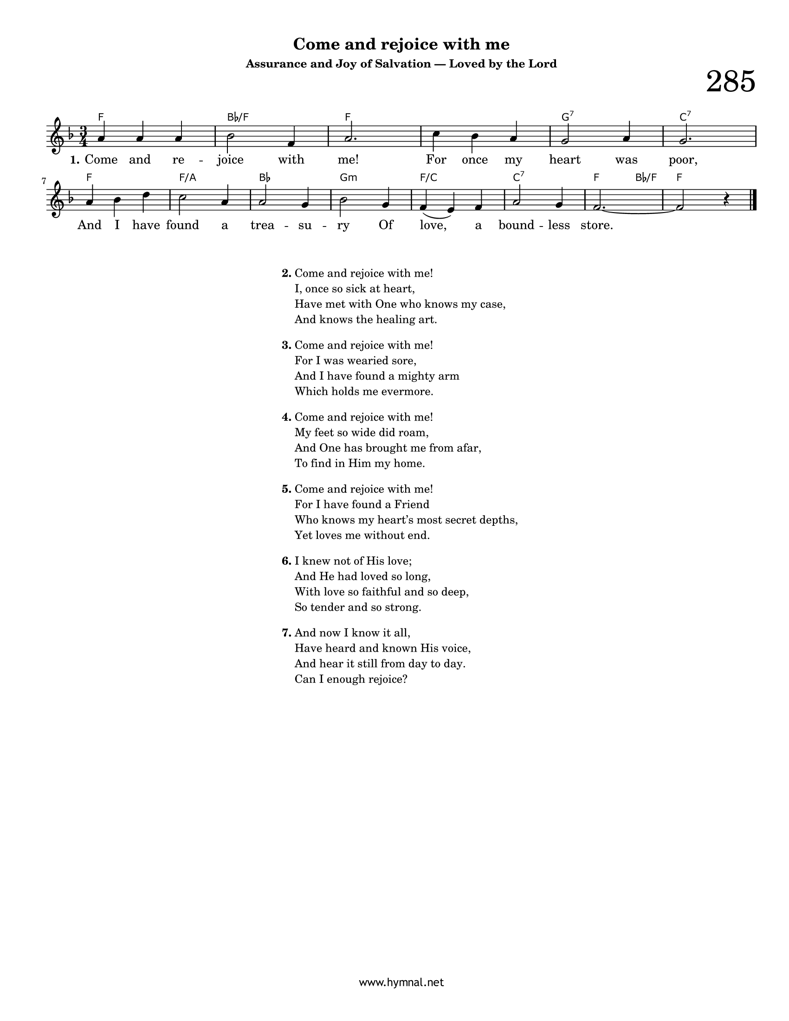 Come and rejoice with me
Assurance and Joy of Salvation — Loved by the Lord
285
F B♭/F F G7 C7
3 4
1. Come and re - joice with me! For once my heart was poor,
7
F F/A B♭ Gm F/C C7 F B♭/F F
And I have found a trea - su - ry Of love, a bound - less store.
2. Come and rejoice with me!
I, once so sick at heart,
Have met with One who knows my case,
And knows the healing art.
3. Come and rejoice with me!
For I was wearied sore,
And I have found a mighty arm
Which holds me evermore.
4. Come and rejoice with me!
My feet so wide did roam,
And One has brought me from afar,
To find in Him my home.
5. Come and rejoice with me!
For I have found a Friend
Who knows my heart’s most secret depths,
Yet loves me without end.
6. I knew not of His love;
And He had loved so long,
With love so faithful and so deep,
So tender and so strong.
7. And now I know it all,
Have heard and known His voice,
And hear it still from day to day.
Can I enough rejoice?
www.hymnal.net